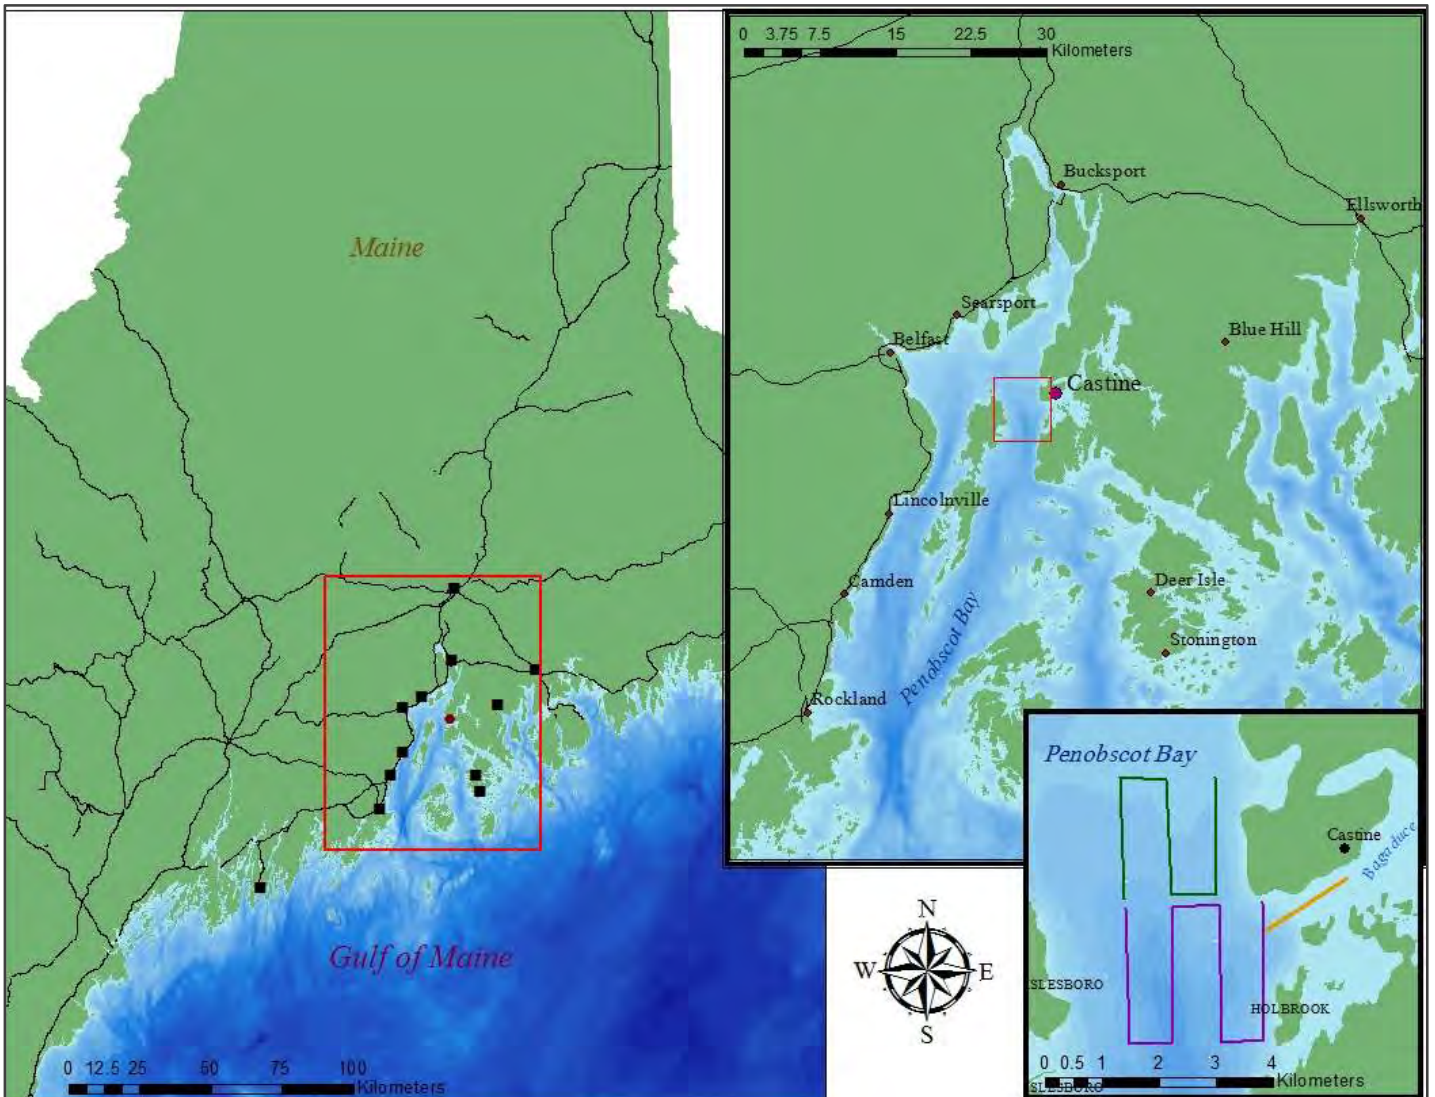 Maine
Gulf of Maine
0 12.5 25 50 75 100
Kilometers
0 3.75 7.5 15 22.5 30
Kilometers
Bucksport
Ellsworth
Searsport
Belfast
Blue Hill
Castine
Lincolnville
Camden
Deer Isle
Penobscot Bay
Stonington
Rockland
N
W E
S
Penobscot Bay
Castine
Bagaduce
SLESBORO
HOLBROOK
0 0.5 1 2 3 4
Kilometers
SLESBORO